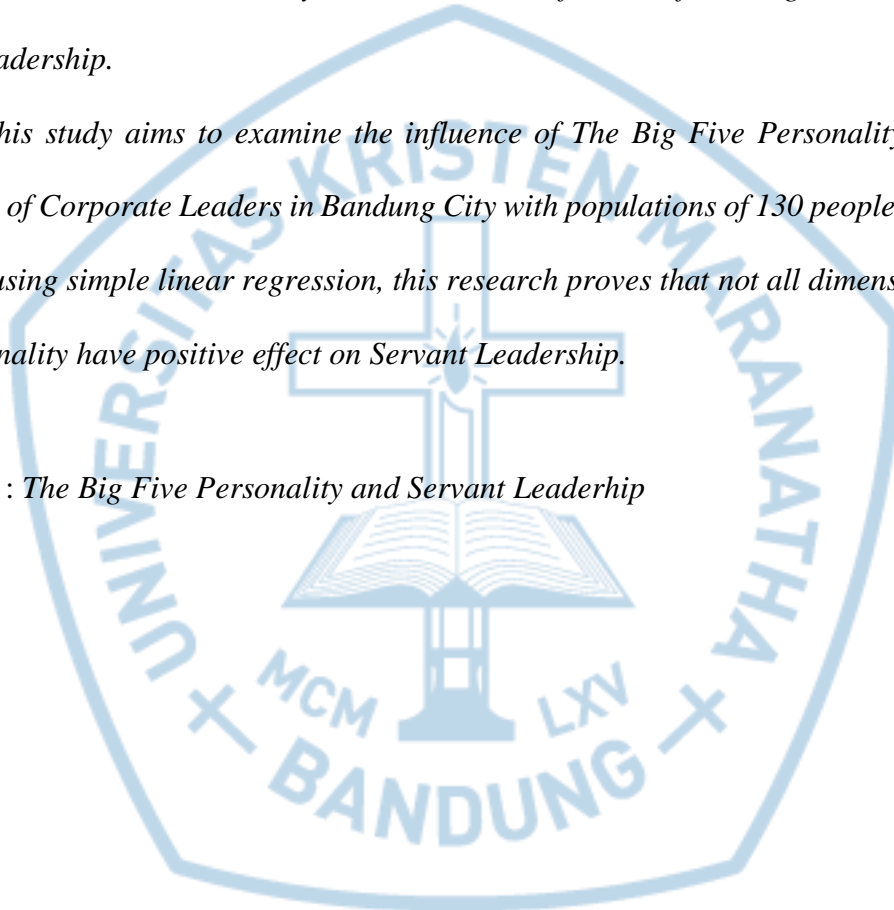 adership.
his study aims to examine the influence of The Big Five Personality
of Corporate Leaders in Bandung City with populations of 130 people
using simple linear regression, this research proves that not all dimens
nality have positive effect on Servant Leadership.
: The Big Five Personality and Servant Leaderhip
UNIVERSITAS KRISTEN MARANATHA
MCM LXV
BANDUNG